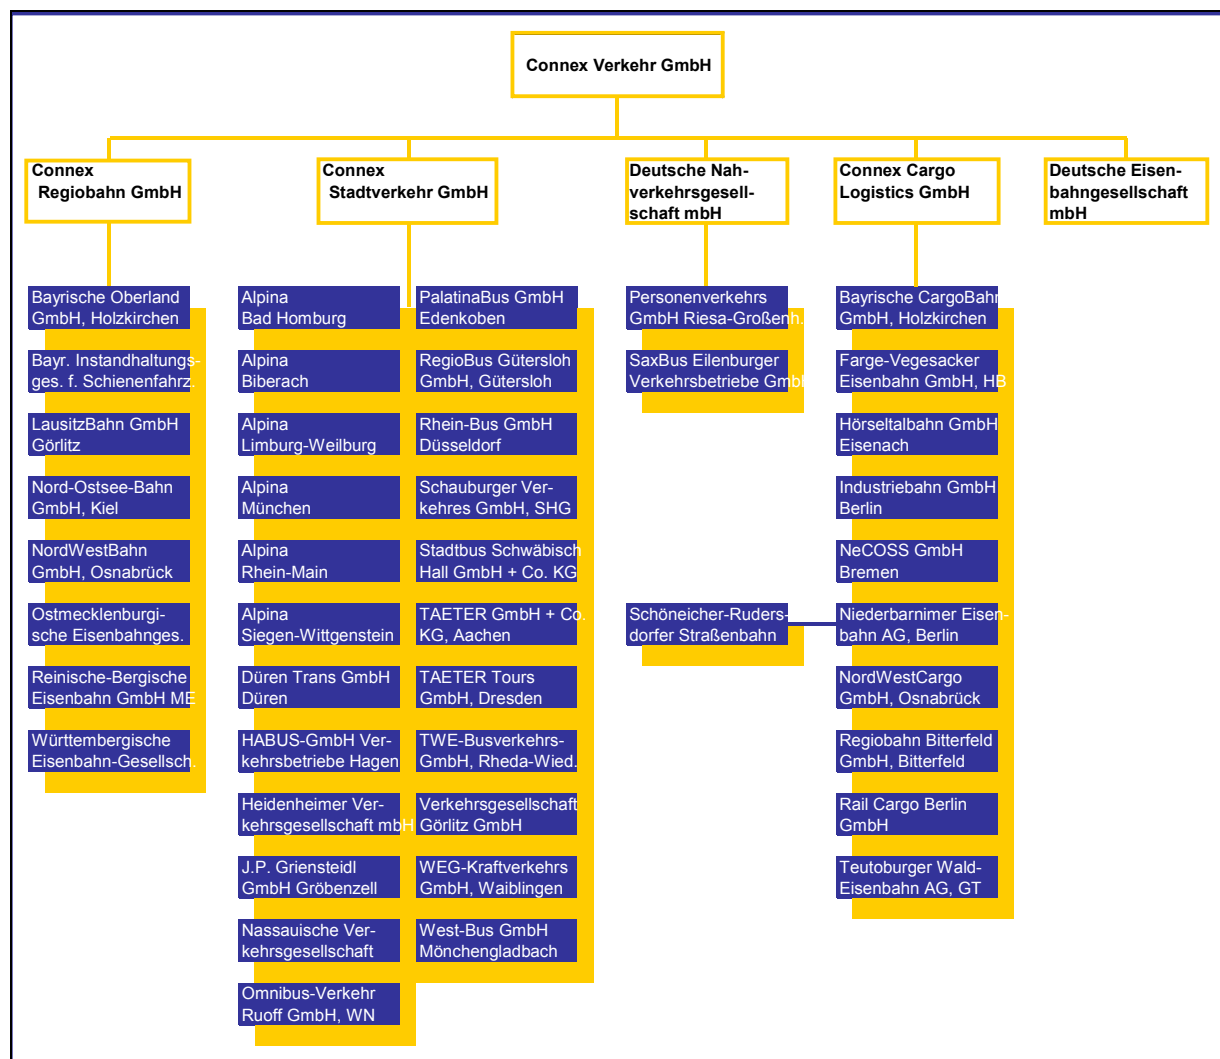 Connex Verkehr GmbH
Connex
Regiobahn GmbH
Connex
Stadtverkehr GmbH
Deutsche Nah-
verkehrsgesell-
schaft mbH
Connex Cargo
Logistics GmbH
Deutsche Eisen-
bahngesellschaft
mbH
Bayrische Oberland
GmbH, Holzkirchen
Bayr. Instandhaltungs-
ges. f. Schienenfahrz.
LausitzBahn GmbH
Görlitz
Nord-Ostsee-Bahn
GmbH, Kiel
NordWestBahn
GmbH, Osnabrück
Ostmecklenburgi-
sche Eisenbahnges.
Reinische-Bergische
Eisenbahn GmbH ME
Württembergische
Eisenbahn-Gesellsch.
Alpina
Bad Homburg
Alpina
Biberach
Alpina
Limburg-Weilburg
Alpina
München
Alpina
Rhein-Main
Alpina
Siegen-Wittgenstein
Düren Trans GmbH
Düren
HABUS-GmbH Ver-
kehrsbetriebe Hagen
Heidenheimer Ver-
kehrsgesellschaft mbH
J.P. Griensteidl
GmbH Gröbenzell
Nassauische Ver-
kehrsgesellschaft
Omnibus-Verkehr
Ruoff GmbH, WN
PalatinaBus GmbH
Edenkoben
RegioBus Gütersloh
GmbH, Gütersloh
Rhein-Bus GmbH
Düsseldorf
Schauburger Ver-
kehres GmbH, SHG
Stadtbus Schwäbisch
Hall GmbH + Co. KG
TAETER GmbH + Co.
KG, Aachen
TAETER Tours
GmbH, Dresden
TWE-Busverkehrs-
GmbH, Rheda-Wied.
Verkehrsgesellschaft
Görlitz GmbH
WEG-Kraftverkehrs
GmbH, Waiblingen
West-Bus GmbH
Mönchengladbach
Personenverkehrs
GmbH Riesa-Großenh.
SaxBus Eilenburger
Verkehrsbetriebe GmbH
Schöneicher-Ruders-
dorfer Straßenbahn
Bayrische CargoBahn
GmbH, Holzkirchen
Farge-Vegesacker
Eisenbahn GmbH, HB
Hörseltalbahn GmbH
Eisenach
Industriebahn GmbH
Berlin
NeCOSS GmbH
Bremen
Niederbarnimer Eisen-
bahn AG, Berlin
NordWestCargo
GmbH, Osnabrück
Regiobahn Bitterfeld
GmbH, Bitterfeld
Rail Cargo Berlin
GmbH
Teutoburger Wald-
Eisenbahn AG, GT